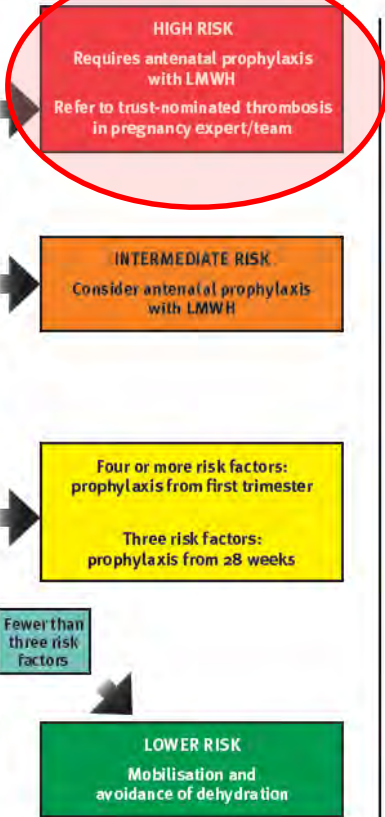 HIGH RISK
Requires antenatal prophylaxis
with LMWH
Refer to trust-nominated thrombosis
in pregnancy expert/team
INTERMEDIATE RISK
Consider antenatal prophylaxis
with LMWH
Four or more risk factors:
prophylaxis from first trimester
Three risk factors:
prophylaxis from 28 weeks
Fewer than
three risk
factors
LOWER RISK
Mobilisation and
avoidance of dehydration